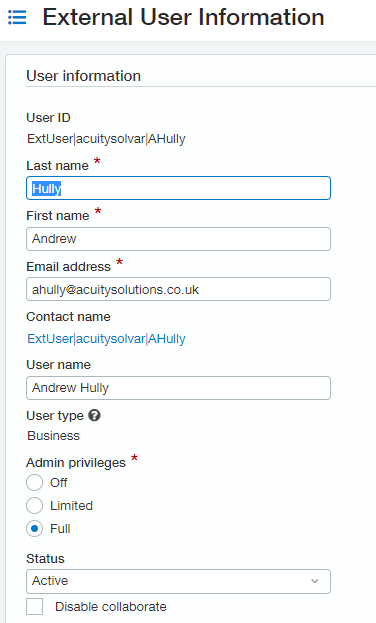 External User Information
User information
User ID
ExtUser|acuitysolvar|AHully
Last name *
Hully
First name *
Andrew
Email address *
ahully@acuitysolutions.co.uk
Contact name
ExtUser|acuitysolvar|AHully
User name
Andrew Hully
User type ?
Business
Admin privileges *
Off
Limited
Full
Status
Active
Disable collaborate